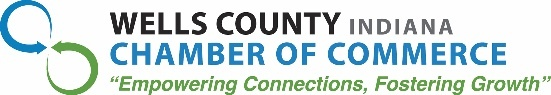 WELLS COUNTY INDIANA
CHAMBER OF COMMERCE
“Empowering Connections, Fostering Growth”